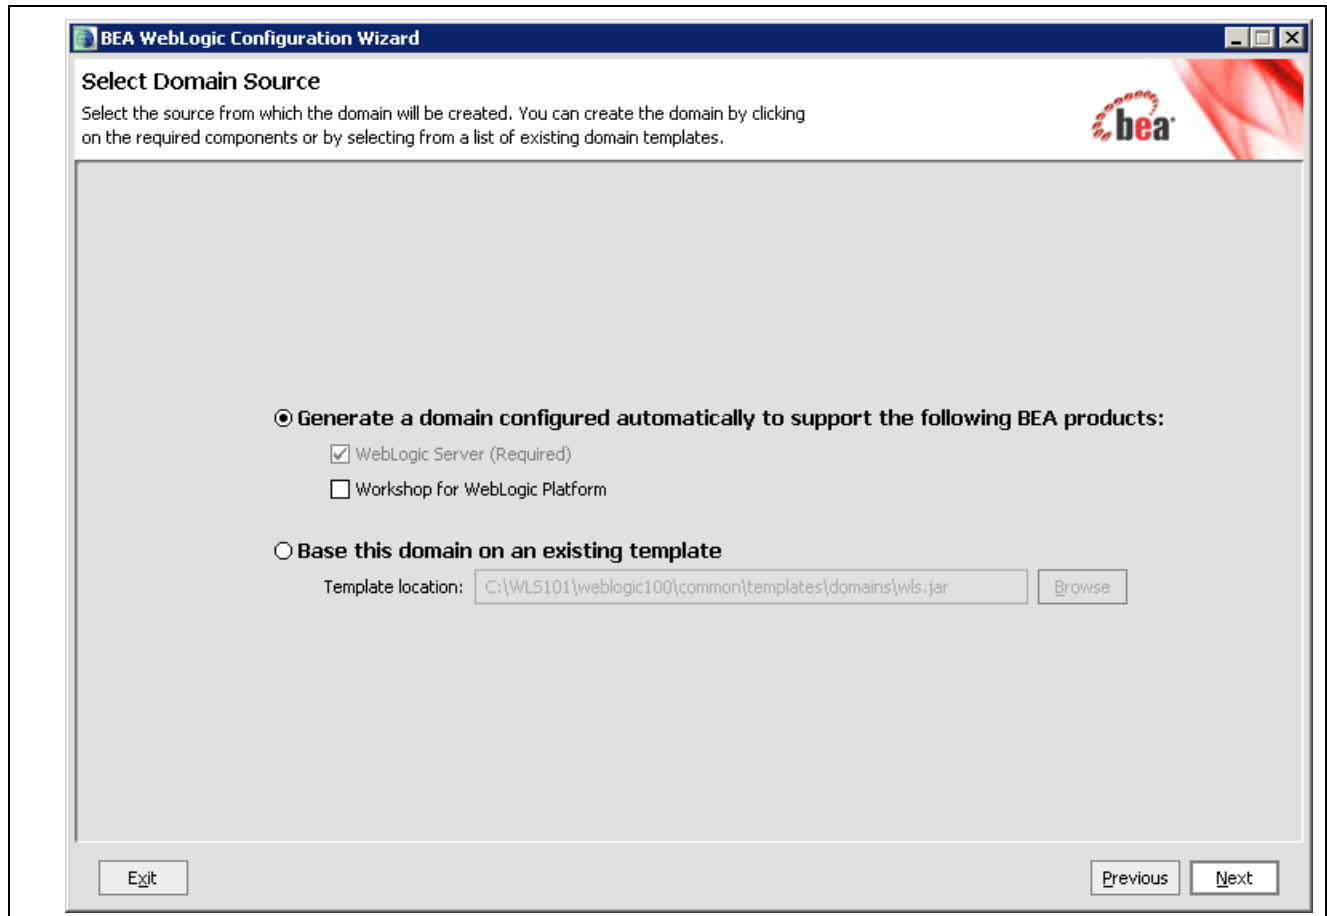 BEA WebLogic Configuration Wizard
Select Domain Source
Select the source from which the domain will be created. You can create the domain by clicking
on the required components or by selecting from a list of existing domain templates.
bea
Generate a domain configured automatically to support the following BEA products:
WebLogic Server (Required)
Workshop for WebLogic Platform
Base this domain on an existing template
Template location: C:\WLS101\weblogic100\common\templates\domains\wls.jar Browse
Exit Previous Next